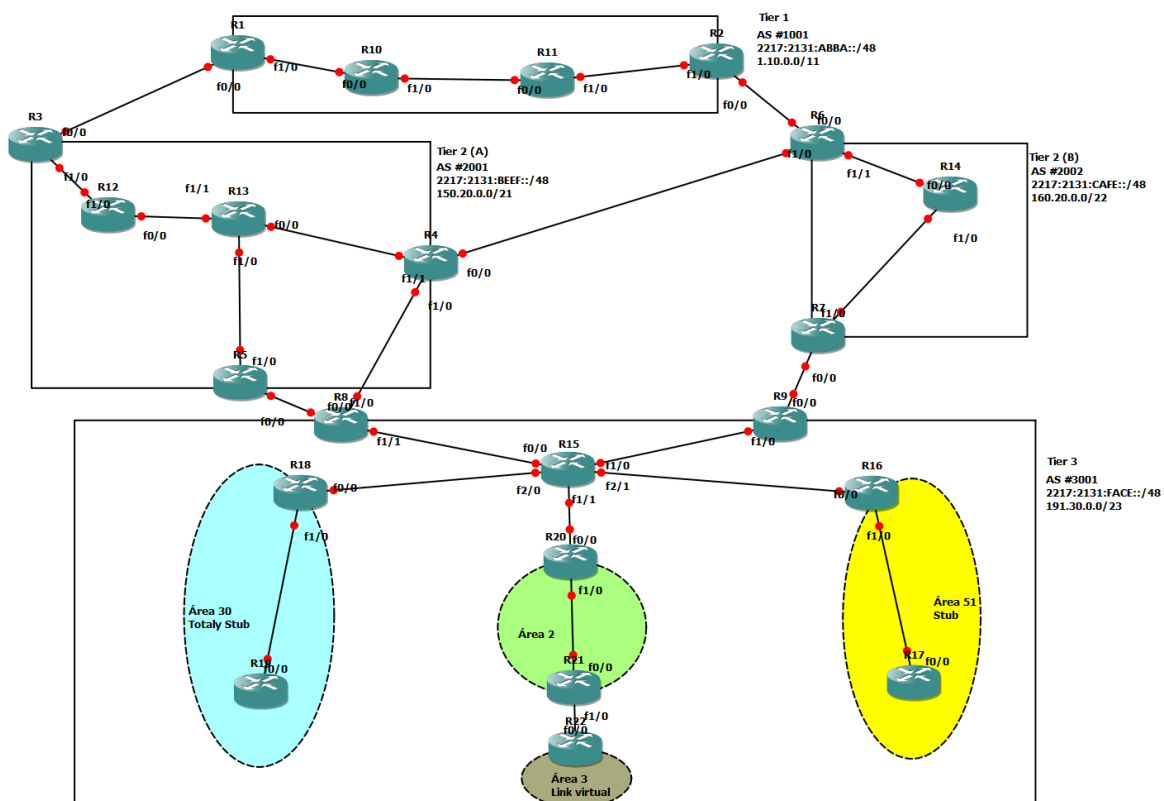 Tier 1
AS #1001
2217:2131:ABBA::/48
1.10.0.0/11
R1
f1/0
f0/0
R10
f0/0
f1/0
R11
f0/0
f1/0
R2
f1/0
f0/0
R3
f0/0
f1/0
R12
f1/0
f0/0
R13
f1/1
f0/0
f1/0
Tier 2 (A)
AS #2001
2217:2131:BEEF::/48
150.20.0.0/21
R4
f1/1
f0/0
f1/0
R6
f0/0
f1/0
f1/1
R14
f0/0
f1/0
Tier 2 (B)
AS #2002
2217:2131:CAFE::/48
160.20.0.0/22
R7
f1/0
f0/0
R5
f1/0
f0/0
R8
f0/0
f1/0
f1/1
R9
f0/0
f1/0
R15
f0/0
f1/0
f2/0
f2/1
f1/1
Tier 3
AS #3001
2217:2131:FACE::/48
191.30.0.0/23
R18
f0/0
f1/0
R16
f0/0
f1/0
R20
f0/0
f1/0
Área 30
Totaly Stub
Área 2
Área 51
Stub
f0/0
R21
f0/0
f1/0
R17
f0/0
R22
f0/0
Área 3
Link virtual